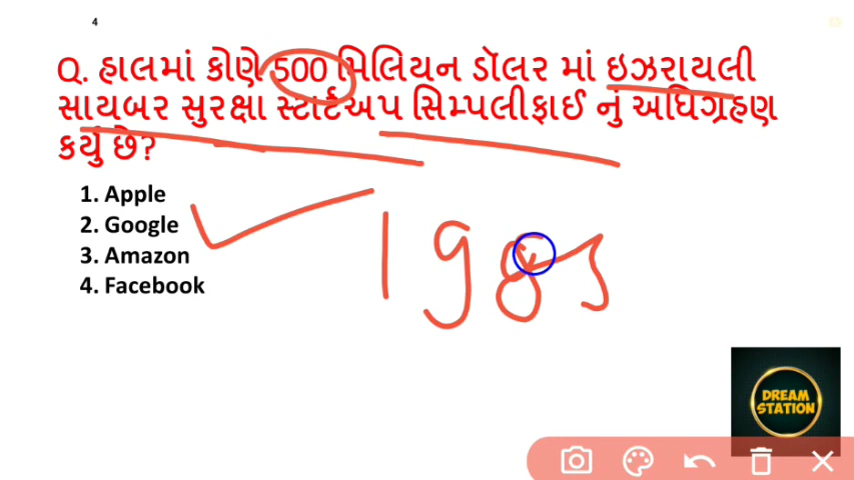 4
Q. હાલમાં કોણે 500 મિલિયન ડૉલર માં ઇઝરાયલી
સાયબર સુરક્ષા સ્ટાર્ટઅપ સિમ્પલીફાઈ નું અધિગ્રહણ
કર્યું છે?
1. Apple
2. Google
3. Amazon
4. Facebook
DREAM
STATION